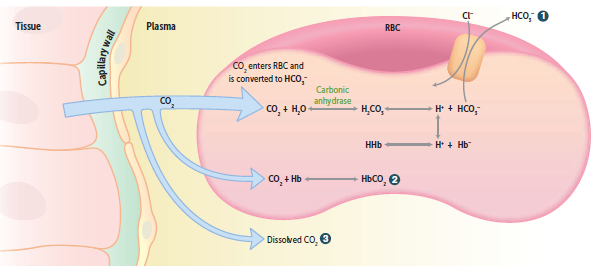 Tissue
Capillary wall
Plasma
RBC
Cl⁻
HCO₃⁻ 1
CO₂ enters RBC and
is converted to HCO₃⁻
Carbonic
anhydrase
CO₂
CO₂ + H₂O
H₂CO₃
H⁺ + HCO₃⁻
HHb
H⁺ + Hb⁻
CO₂ + Hb
HbCO₂ 2
Dissolved CO₂ 3